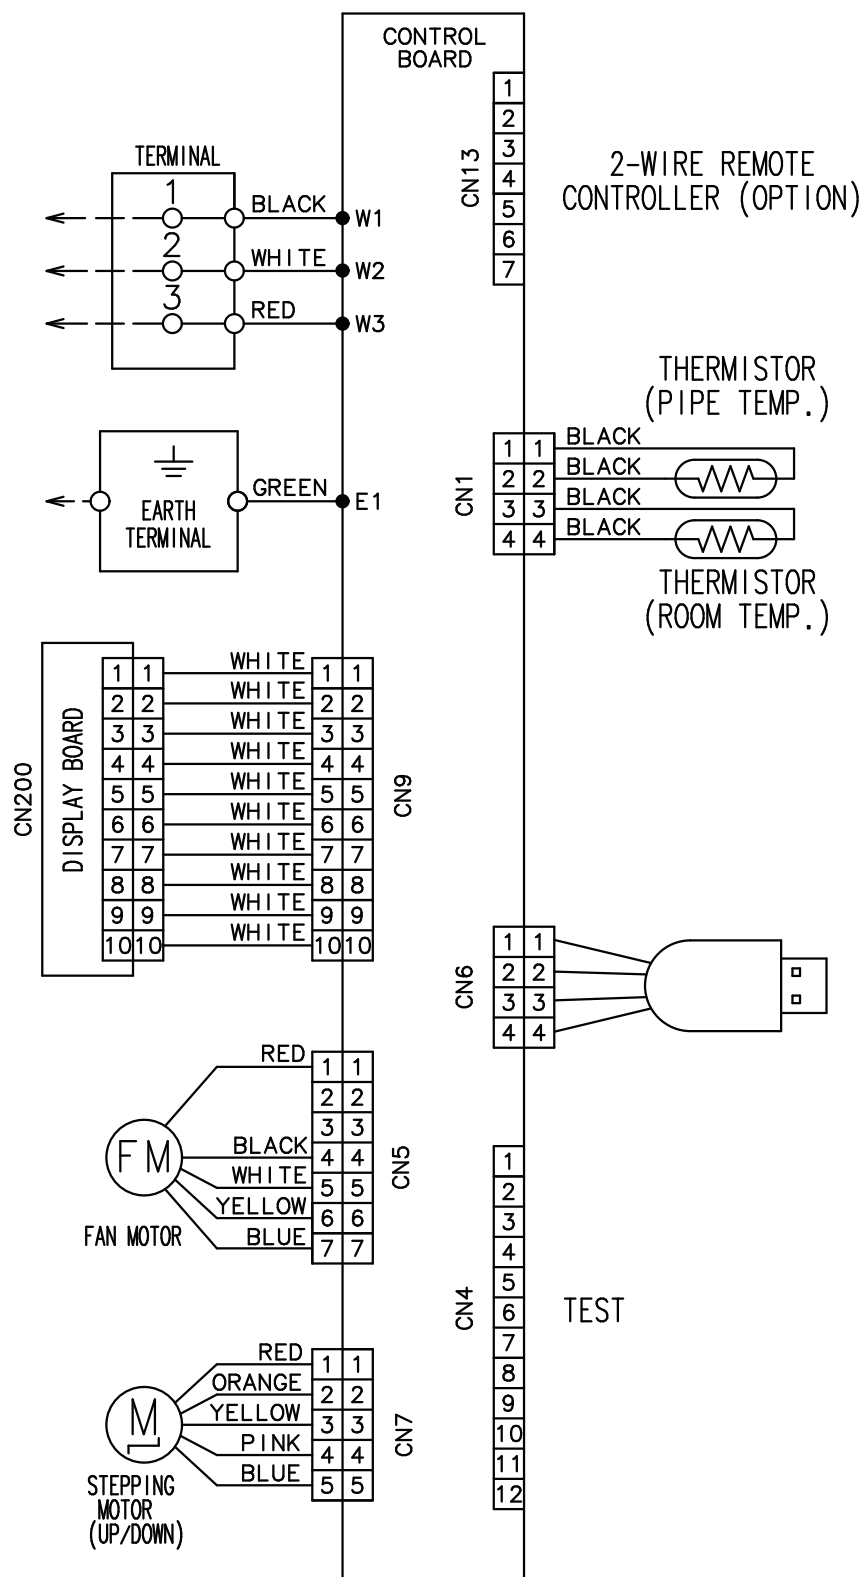 CONTROL
BOARD
CN13
1
2
3
4
5
6
7
2-WIRE REMOTE
CONTROLLER (OPTION)
TERMINAL
1 BLACK W1
2 WHITE W2
3 RED W3
THERMISTOR
(PIPE TEMP.)
CN1
1 1 BLACK
2 2 BLACK
3 3 BLACK
4 4 BLACK
THERMISTOR
(ROOM TEMP.)
GREEN E1
EARTH
TERMINAL
CN200
DISPLAY BOARD
1 1 WHITE 1 1
2 2 WHITE 2 2
3 3 WHITE 3 3
4 4 WHITE 4 4
5 5 WHITE 5 5
6 6 WHITE 6 6
7 7 WHITE 7 7
8 8 WHITE 8 8
9 9 WHITE 9 9
10 10 WHITE 10 10
CN9
CN6
1 1
2 2
3 3
4 4
FM
FAN MOTOR
RED 1 1
2 2
3 3
BLACK 4 4
WHITE 5 5
YELLOW 6 6
BLUE 7 7
CN5
CN4
1
2
3
4
5
6
7
8
9
10
11
12
TEST
M
STEPPING
MOTOR
(UP/DOWN)
RED 1 1
ORANGE 2 2
YELLOW 3 3
PINK 4 4
BLUE 5 5
CN7